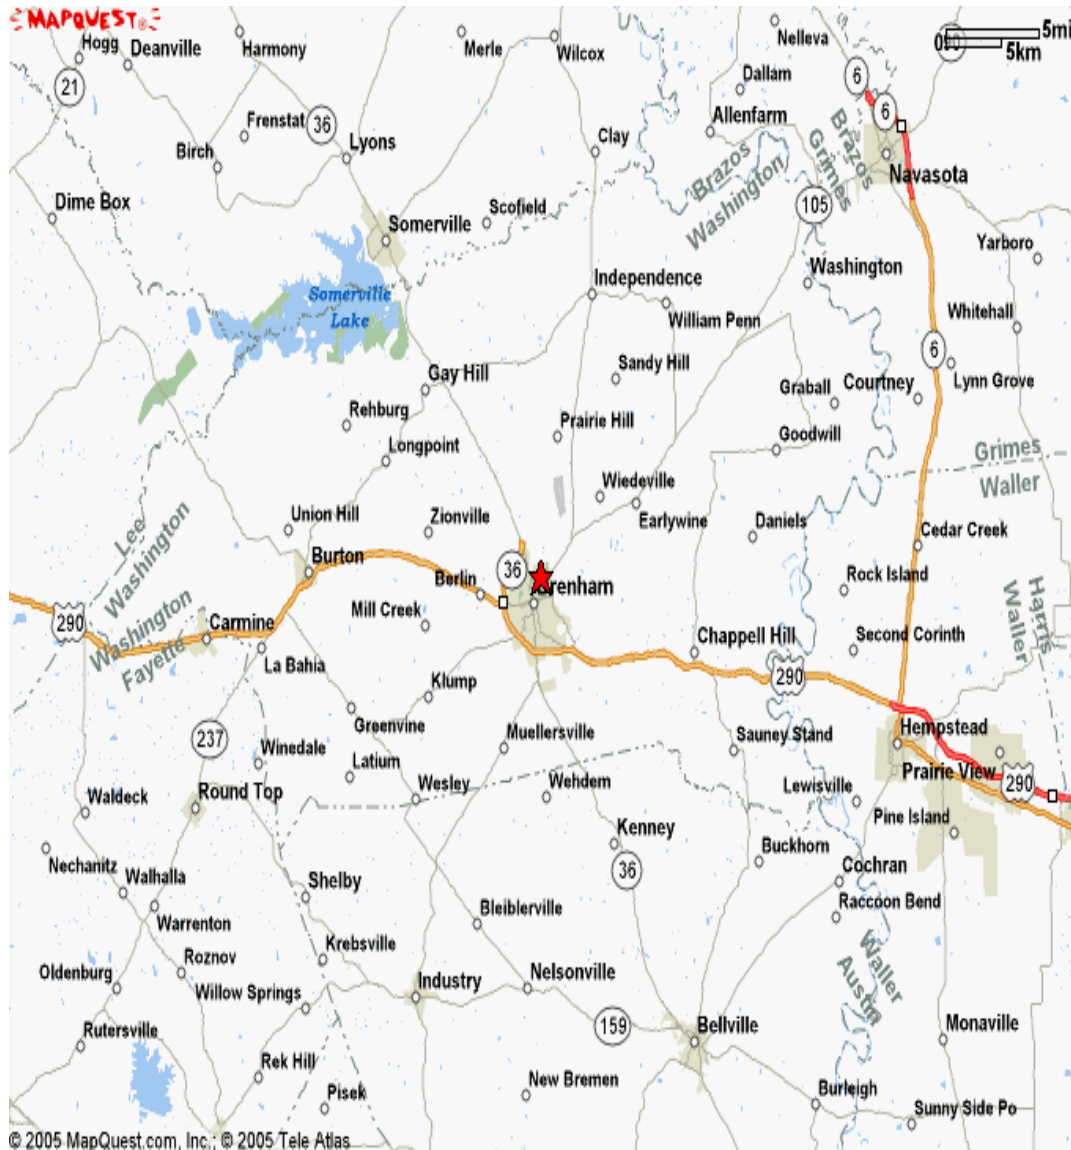 MAPQUEST
Hogg
Deanville
Harmony
Merle
Wilcox
Nelleva
5mi
5km
21
36
6
6
Dallam
Frenstat
Allenfarm
Birch
Lyons
Clay
Brazos
Grimes
Brazos
Washington
Navasota
Dime Box
Somerville
Scofield
105
Yarboro
Independence
Washington
Somerville
Lake
William Penn
Whitehall
6
Gay Hill
Sandy Hill
Graball
Courtney
Lynn Grove
Rehburg
Prairie Hill
Longpoint
Goodwill
Grimes
Waller
Wiedeville
Earlywine
Union Hill
Zionville
Daniels
Cedar Creek
Lee
Washington
Burton
36
Berlin
Rock Island
Harris
Waller
290
Washington
Fayette
Carmine
Mill Creek
Chappell Hill
Second Corinth
La Bahia
Klump
290
Greenvine
237
Winedale
Muellersville
Sauney Stand
Hempstead
Latium
Wesley
Wehdem
Lewisville
Prairie View
290
Waldeck
Round Top
Pine Island
Kenney
Buckhorn
Nechanitz
Walhalla
Shelby
36
Cochran
Warrenton
Bleiblerville
Raccoon Bend
Krebsville
Roznov
Oldenburg
Willow Springs
Industry
Nelsonville
Waller
Austin
159
Bellville
Monaville
Rutersville
Rek Hill
Pisek
New Bremen
Burleigh
Sunny Side Po
© 2005 MapQuest.com, Inc.; © 2005 Tele Atlas